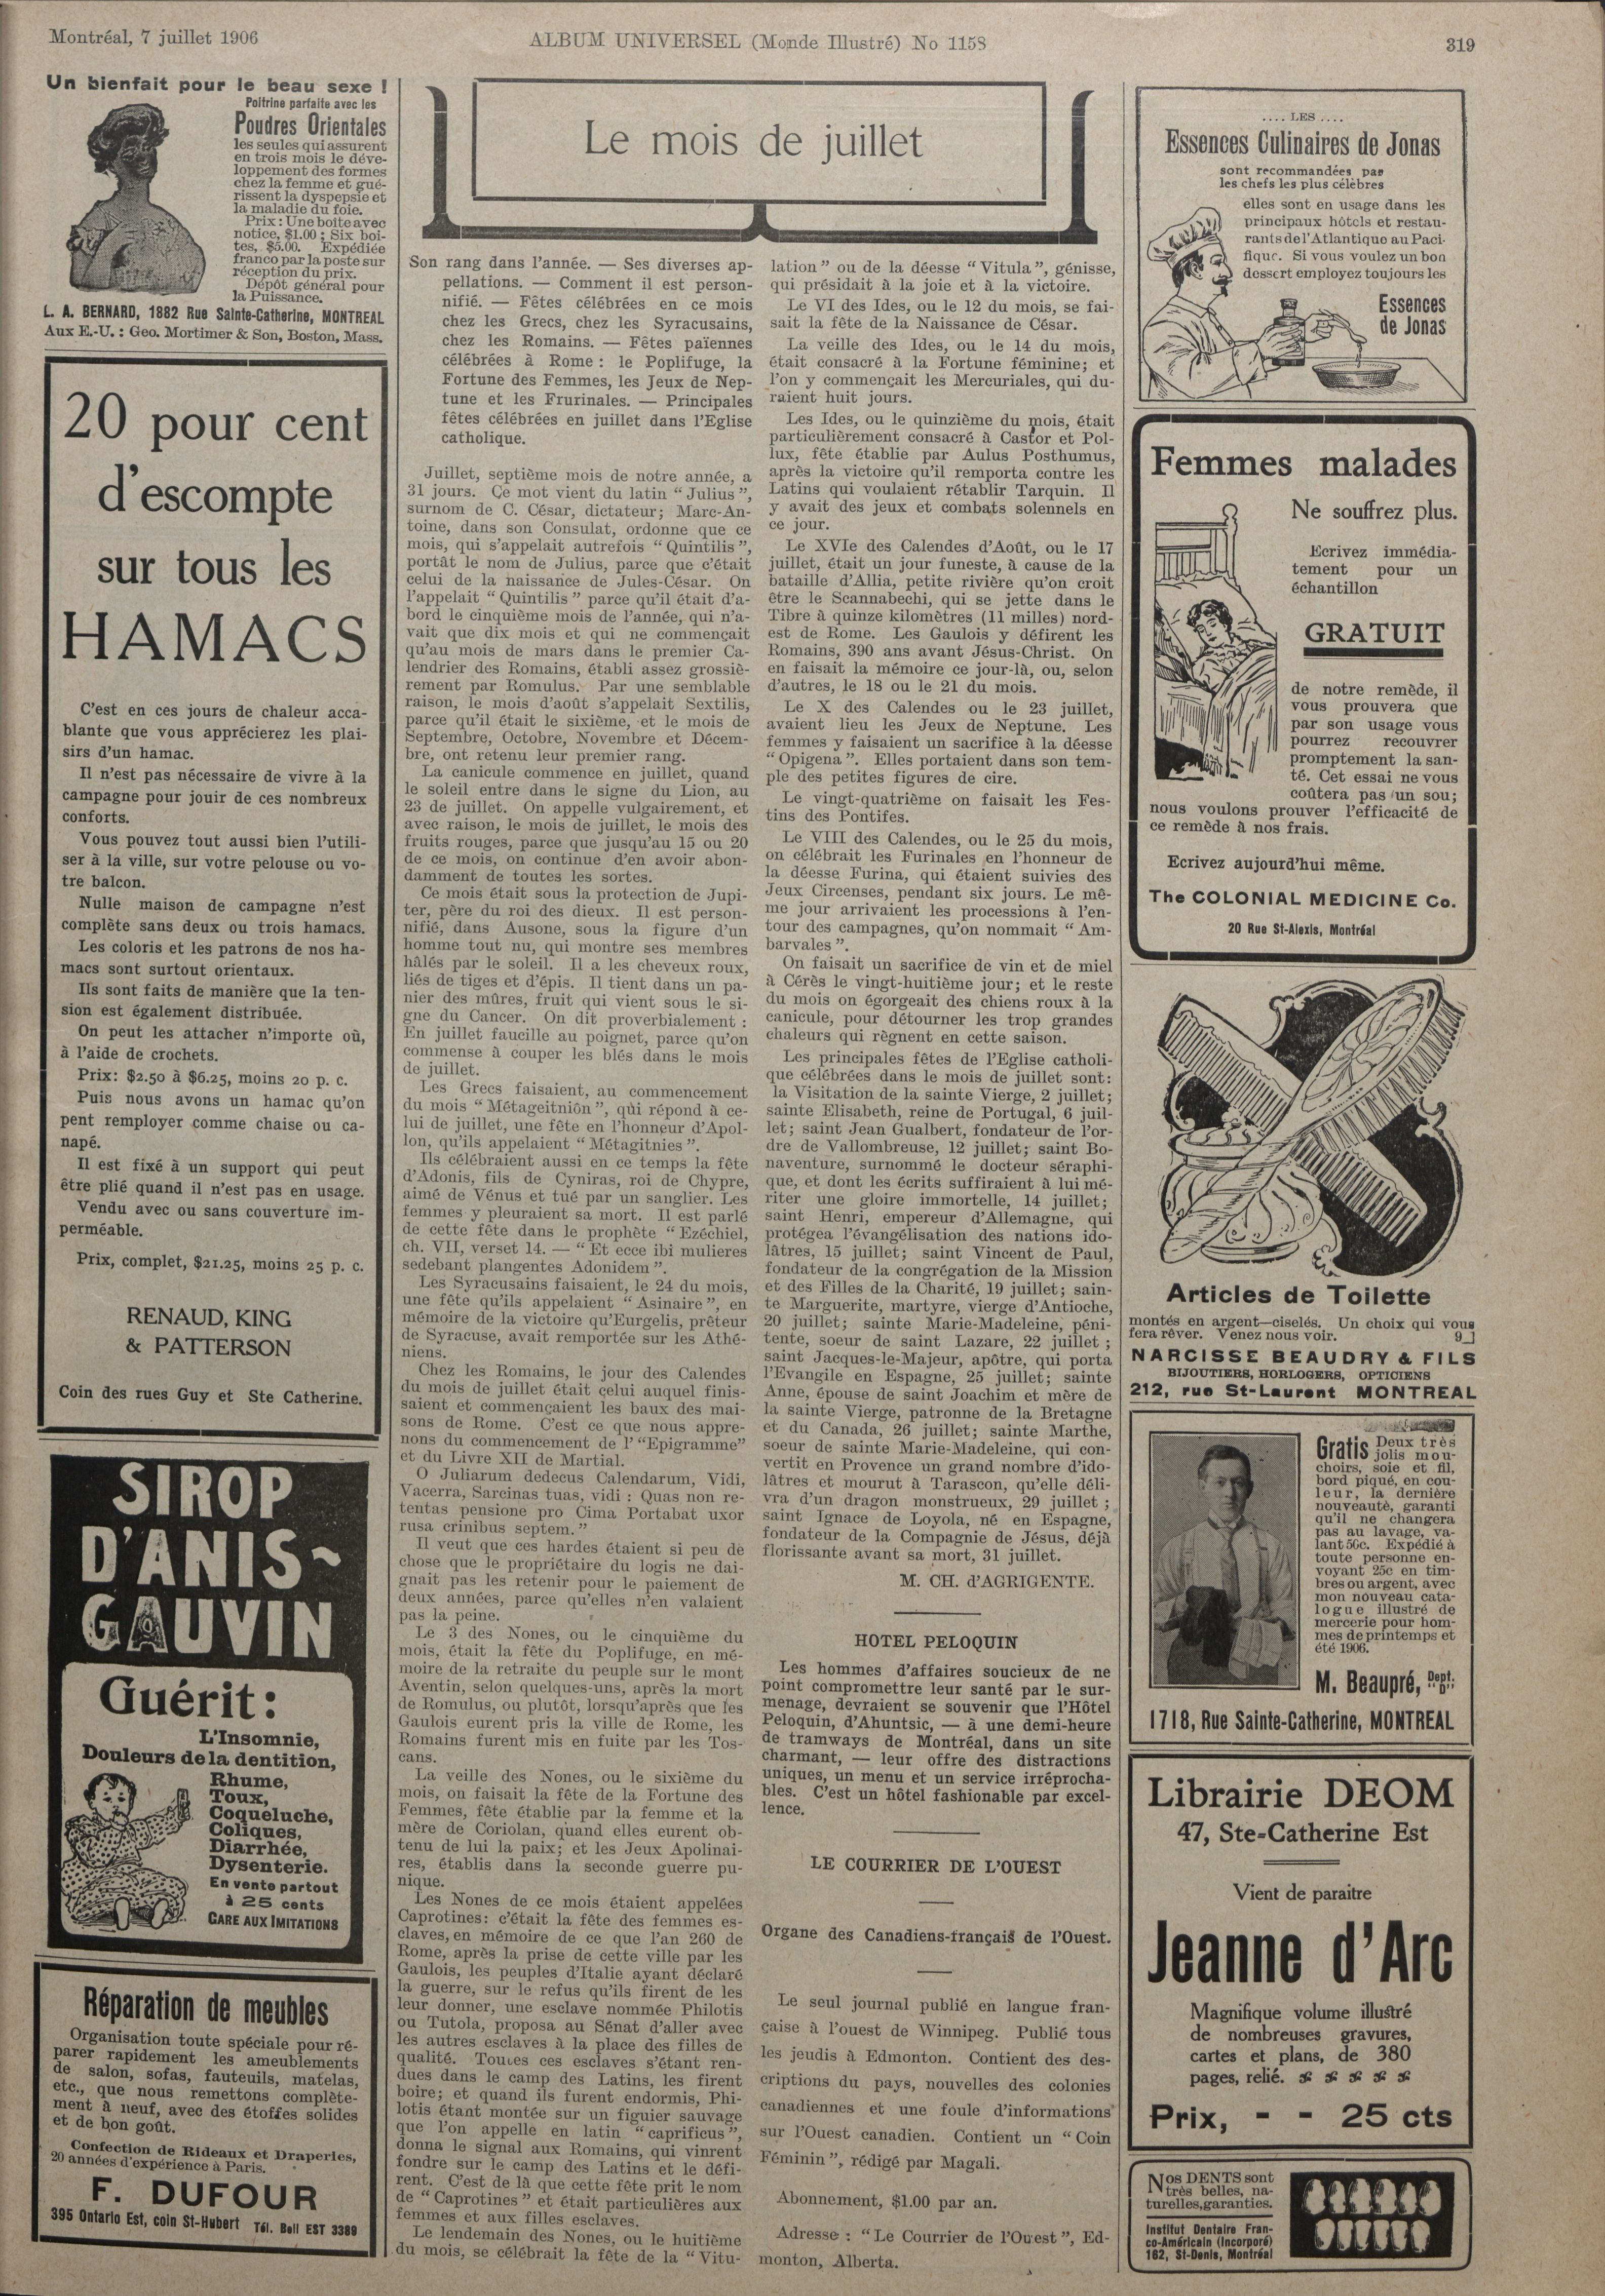 Montréal, 7 juillet 1906
ALBUM UNIVERSEL (Monde Illustré) No 1158
319
Un bienfait pour le beau sexe !
Poitrine parfaite avec les
Poudres Orientales
les seules qui assurent
en trois mois le déve-
loppement des formes
chez la femme et gué-
rissent la dyspepsie et
la maladie du foie.
Prix : Une boîte avec
notice, $1.00 ; Six boi-
tes, $5.00. Expédiée
franco par la poste sur
réception du prix.
Dépôt général pour
la Puissance.
L. A. BERNARD, 1882 Rue Sainte-Catherine, MONTREAL
Aux E.-U. : Geo. Mortimer & Son, Boston, Mass.
20 pour cent
d'escompte
sur tous les
HAMACS
C'est en ces jours de chaleur acca-
blante que vous apprécierez les plai-
sirs d'un hamac.
Il n'est pas nécessaire de vivre à la
campagne pour jouir de ces nombreux
conforts.
Vous pouvez tout aussi bien l'utili-
ser à la ville, sur votre pelouse ou vo-
tre balcon.
Nulle maison de campagne n'est
complète sans deux ou trois hamacs.
Les coloris et les patrons de nos ha-
macs sont surtout orientaux.
Ils sont faits de manière que la ten-
sion est également distribuée.
On peut les attacher n'importe où,
à l'aide de crochets.
Prix: $2.50 à $6.25, moins 20 p. c.
Puis nous avons un hamac qu'on
pent remployer comme chaise ou ca-
napé.
Il est fixé à un support qui peut
être plié quand il n'est pas en usage.
Vendu avec ou sans couverture im-
perméable.
Prix, complet, $21.25, moins 25 p. c.
RENAUD, KING
& PATTERSON
Coin des rues Guy et Ste Catherine.
SIROP
D'ANIS~
GAUVIN
Guérit :
L'Insomnie,
Douleurs de la dentition,
Rhume,
Toux,
Coqueluche,
Coliques,
Diarrhée,
Dysenterie.
En vente partout
à 25 cents
GARE AUX IMITATIONS
Réparation de meubles
Organisation toute spéciale pour ré-
parer rapidement les ameublements
de salon, sofas, fauteuils, matelas,
etc., que nous remettons complète-
ment à neuf, avec des étoffes solides
et de bon goût.
Confection de Rideaux et Draperies,
20 années d'expérience à Paris.
F. DUFOUR
395 Ontario Est, coin St-Hubert Tél. Bell EST 3389
Le mois de juillet
Son rang dans l'année. — Ses diverses ap-
pellations. — Comment il est person-
nifié. — Fêtes célébrées en ce mois
chez les Grecs, chez les Syracusains,
chez les Romains. — Fêtes païennes
célébrées à Rome : le Poplifuge, la
Fortune des Femmes, les Jeux de Nep-
tune et les Frurinales. — Principales
fêtes célébrées en juillet dans l'Eglise
catholique.
Juillet, septième mois de notre année, a
31 jours. Ce mot vient du latin “ Julius ”,
surnom de C. César, dictateur; Marc-An-
toine, dans son Consulat, ordonne que ce
mois, qui s'appelait autrefois “ Quintilis ”,
portât le nom de Julius, parce que c'était
celui de la naissance de Jules-César. On
l'appelait “ Quintilis ” parce qu'il était d'a-
bord le cinquième mois de l'année, qui n'a-
vait que dix mois et qui ne commençait
qu'au mois de mars dans le premier Ca-
lendrier des Romains, établi assez grossiè-
rement par Romulus. Par une semblable
raison, le mois d'août s'appelait Sextilis,
parce qu'il était le sixième, et le mois de
Septembre, Octobre, Novembre et Décem-
bre, ont retenu leur premier rang.
La canicule commence en juillet, quand
le soleil entre dans le signe du Lion, au
23 de juillet. On appelle vulgairement, et
avec raison, le mois de juillet, le mois des
fruits rouges, parce que jusqu'au 15 ou 20
de ce mois, on continue d'en avoir abon-
damment de toutes les sortes.
Ce mois était sous la protection de Jupi-
ter, père du roi des dieux. Il est person-
nifié, dans Ausone, sous la figure d'un
homme tout nu, qui montre ses membres
hâlés par le soleil. Il a les cheveux roux,
liés de tiges et d'épis. Il tient dans un pa-
nier des mûres, fruit qui vient sous le si-
gne du Cancer. On dit proverbialement :
En juillet faucille au poignet, parce qu'on
commense à couper les blés dans le mois
de juillet.
Les Grecs faisaient, au commencement
du mois “ Métageitniôn ”, qui répond à ce-
lui de juillet, une fête en l'honneur d'Apol-
lon, qu'ils appelaient “ Métagitnies ”.
Ils célébraient aussi en ce temps la fête
d'Adonis, fils de Cyniras, roi de Chypre,
aimé de Vénus et tué par un sanglier. Les
femmes y pleuraient sa mort. Il est parlé
de cette fête dans le prophète “ Ezéchiel,
ch. VII, verset 14. — “ Et ecce ibi mulieres
sedebant plangentes Adonidem ”.
Les Syracusains faisaient, le 24 du mois,
une fête qu'ils appelaient “ Asinaire ”, en
mémoire de la victoire qu'Eurgelis, prêteur
de Syracuse, avait remportée sur les Athé-
niens.
Chez les Romains, le jour des Calendes
du mois de juillet était celui auquel finis-
saient et commençaient les baux des mai-
sons de Rome. C'est ce que nous appre-
nons du commencement de l' “Epigramme”
et du Livre XII de Martial.
O Juliarum dedecus Calendarum, Vidi,
Vacerra, Sarcinas tuas, vidi : Quas non re-
tentas pensione pro Cima Portabat uxor
rusa crinibus septem. ”
Il veut que ces hardes étaient si peu de
chose que le propriétaire du logis ne dai-
gnait pas les retenir pour le paiement de
deux années, parce qu'elles n'en valaient
pas la peine.
Le 3 des Nones, ou le cinquième du
mois, était la fête du Poplifuge, en mé-
moire de la retraite du peuple sur le mont
Aventin, selon quelques-uns, après la mort
de Romulus, ou plutôt, lorsqu'après que les
Gaulois eurent pris la ville de Rome, les
Romains furent mis en fuite par les Tos-
cans.
La veille des Nones, ou le sixième du
mois, on faisait la fête de la Fortune des
Femmes, fête établie par la femme et la
mère de Coriolan, quand elles eurent ob-
tenu de lui la paix; et les Jeux Apolinai-
res, établis dans la seconde guerre pu-
nique.
Les Nones de ce mois étaient appelées
Caprotines: c'était la fête des femmes es-
claves, en mémoire de ce que l'an 260 de
Rome, après la prise de cette ville par les
Gaulois, les peuples d'Italie ayant déclaré
la guerre, sur le refus qu'ils firent de les
leur donner, une esclave nommée Philotis
ou Tutola, proposa au Sénat d'aller avec
les autres esclaves à la place des filles de
qualité. Toutes ces esclaves s'étant ren-
dues dans le camp des Latins, les firent
boire; et quand ils furent endormis, Phi-
lotis étant montée sur un figuier sauvage
que l'on appelle en latin “ caprificus ”,
donna le signal aux Romains, qui vinrent
fondre sur le camp des Latins et le défi-
rent. C'est de là que cette fête prit le nom
de “ Caprotines ” et était particulières aux
femmes et aux filles esclaves.
Le lendemain des Nones, ou le huitième
du mois, se célébrait la fête de la “ Vitu-
lation ” ou de la déesse “ Vitula ”, génisse,
qui présidait à la joie et à la victoire.
Le VI des Ides, ou le 12 du mois, se fai-
sait la fête de la Naissance de César.
La veille des Ides, ou le 14 du mois,
était consacré à la Fortune féminine; et
l'on y commençait les Mercuriales, qui du-
raient huit jours.
Les Ides, ou le quinzième du mois, était
particulièrement consacré à Castor et Pol-
lux, fête établie par Aulus Posthumus,
après la victoire qu'il remporta contre les
Latins qui voulaient rétablir Tarquin. Il
y avait des jeux et combats solennels en
ce jour.
Le XVIe des Calendes d'Août, ou le 17
juillet, était un jour funeste, à cause de la
bataille d'Allia, petite rivière qu'on croit
être le Scannabechi, qui se jette dans le
Tibre à quinze kilomètres (11 milles) nord-
est de Rome. Les Gaulois y défirent les
Romains, 390 ans avant Jésus-Christ. On
en faisait la mémoire ce jour-là, ou, selon
d'autres, le 18 ou le 21 du mois.
Le X des Calendes ou le 23 juillet,
avaient lieu les Jeux de Neptune. Les
femmes y faisaient un sacrifice à la déesse
“ Opigena ”. Elles portaient dans son tem-
ple des petites figures de cire.
Le vingt-quatrième on faisait les Fes-
tins des Pontifes.
Le VIII des Calendes, ou le 25 du mois,
on célébrait les Furinales en l'honneur de
la déesse Furina, qui étaient suivies des
Jeux Circenses, pendant six jours. Le mê-
me jour arrivaient les processions à l'en-
tour des campagnes, qu'on nommait “ Am-
barvales ”.
On faisait un sacrifice de vin et de miel
à Cérès le vingt-huitième jour; et le reste
du mois on égorgeait des chiens roux à la
canicule, pour détourner les trop grandes
chaleurs qui règnent en cette saison.
Les principales fêtes de l'Eglise catholi-
que célébrées dans le mois de juillet sont:
la Visitation de la sainte Vierge, 2 juillet;
sainte Elisabeth, reine de Portugal, 6 juil-
let; saint Jean Gualbert, fondateur de l'or-
dre de Vallombreuse, 12 juillet; saint Bo-
naventure, surnommé le docteur séraphi-
que, et dont les écrits suffiraient à lui mé-
riter une gloire immortelle, 14 juillet;
saint Henri, empereur d'Allemagne, qui
protégea l'évangélisation des nations ido-
lâtres, 15 juillet; saint Vincent de Paul,
fondateur de la congrégation de la Mission
et des Filles de la Charité, 19 juillet; sain-
te Marguerite, martyre, vierge d'Antioche,
20 juillet; sainte Marie-Madeleine, péni-
tente, soeur de saint Lazare, 22 juillet ;
saint Jacques-le-Majeur, apôtre, qui porta
l'Evangile en Espagne, 25 juillet; sainte
Anne, épouse de saint Joachim et mère de
la sainte Vierge, patronne de la Bretagne
et du Canada, 26 juillet; sainte Marthe,
soeur de sainte Marie-Madeleine, qui con-
vertit en Provence un grand nombre d'ido-
lâtres et mourut à Tarascon, qu'elle déli-
vra d'un dragon monstrueux, 29 juillet ;
saint Ignace de Loyola, né en Espagne,
fondateur de la Compagnie de Jésus, déjà
florissante avant sa mort, 31 juillet.
M. CH. d'AGRIGENTE.
HOTEL PELOQUIN
Les hommes d'affaires soucieux de ne
point compromettre leur santé par le sur-
menage, devraient se souvenir que l'Hôtel
Peloquin, d'Ahuntsic, — à une demi-heure
de tramways de Montréal, dans un site
charmant, — leur offre des distractions
uniques, un menu et un service irréprocha-
bles. C'est un hôtel fashionable par excel-
lence.
LE COURRIER DE L'OUEST
Organe des Canadiens-français de l'Ouest.
Le seul journal publié en langue fran-
çaise à l'ouest de Winnipeg. Publié tous
les jeudis à Edmonton. Contient des des-
criptions du pays, nouvelles des colonies
canadiennes et une foule d'informations
sur l'Ouest canadien. Contient un “ Coin
Féminin ”, rédigé par Magali.
Abonnement, $1.00 par an.
Adresse : “ Le Courrier de l'Ouest ”, Ed-
monton, Alberta.
.... LES ....
Essences Culinaires de Jonas
sont recommandées par
les chefs les plus célèbres
elles sont en usage dans les
principaux hôtels et restau-
rants de l'Atlantique au Paci-
fique. Si vous voulez un bon
dessert employez toujours les
Essences
de Jonas
Femmes malades
Ne souffrez plus.
Ecrivez immédia-
tement pour un
échantillon
GRATUIT
de notre remède, il
vous prouvera que
par son usage vous
pourrez recouvrer
promptement la san-
té. Cet essai ne vous
coûtera pas un sou;
nous voulons prouver l'efficacité de
ce remède à nos frais.
Ecrivez aujourd'hui même.
The COLONIAL MEDICINE Co.
20 Rue St-Alexis, Montréal
Articles de Toilette
montés en argent—ciselés. Un choix qui vous
fera rêver. Venez nous voir. 9_J
NARCISSE BEAUDRY & FILS
BIJOUTIERS, HORLOGERS, OPTICIENS
212, rue St-Laurent MONTREAL
Gratis Deux très
jolis mou-
choirs, soie et fil,
bord piqué, en cou-
leur, la dernière
nouveauté, garanti
qu'il ne changera
pas au lavage, va-
lant 50c. Expédié à
toute personne en-
voyant 25c en tim-
bres ou argent, avec
mon nouveau cata-
logue illustré de
mercerie pour hom-
mes de printemps et
été 1906.
M. Beaupré, Dept. "D"
1718, Rue Sainte-Catherine, MONTREAL
Librairie DEOM
47, Ste-Catherine Est
Vient de paraitre
Jeanne d'Arc
Magnifique volume illustré
de nombreuses gravures,
cartes et plans, de 380
pages, relié.
Prix, - - 25 cts
Nos DENTS sont
très belles, na-
turelles, garanties.
Institut Dentaire Fran-
co-Américain (Incorporé)
162, St-Denis, Montréal